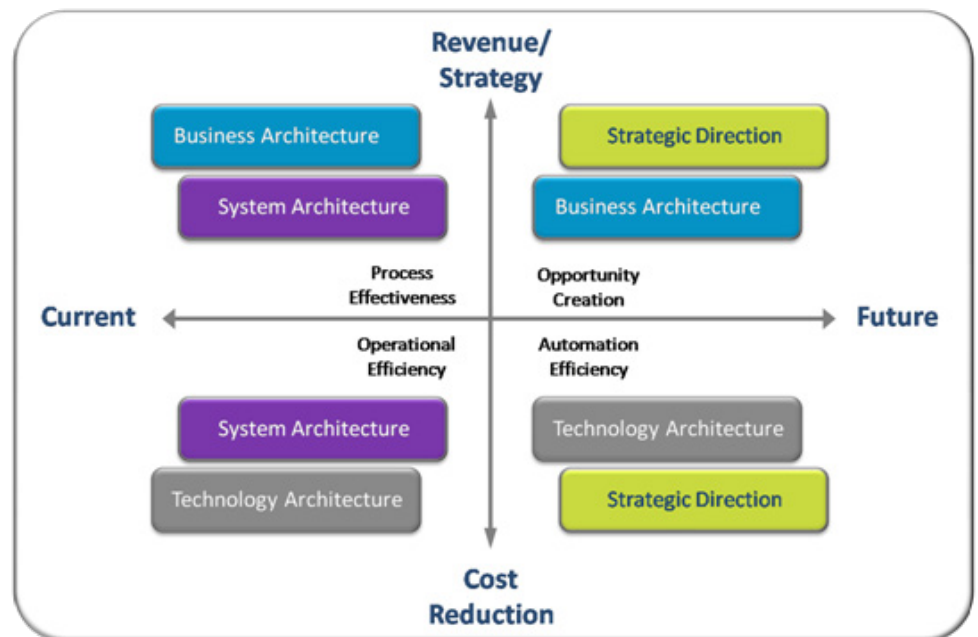 Revenue/
Strategy
Business Architecture
Strategic Direction
System Architecture
Business Architecture
Process
Effectiveness
Opportunity
Creation
Current
Future
Operational
Efficiency
Automation
Efficiency
System Architecture
Technology Architecture
Technology Architecture
Strategic Direction
Cost
Reduction